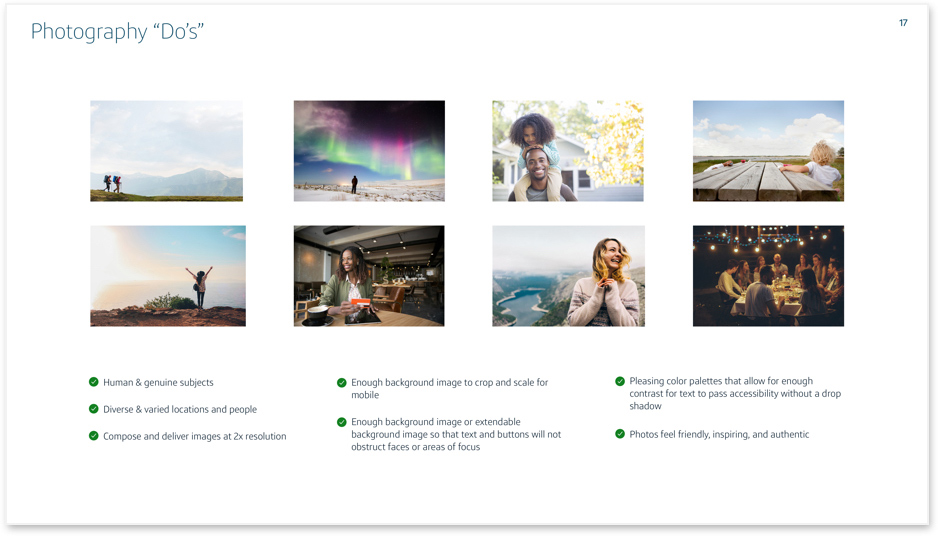 Photography “Do’s”
17
Human & genuine subjects
Diverse & varied locations and people
Compose and deliver images at 2x resolution
Enough background image to crop and scale for
mobile
Enough background image or extendable
background image so that text and buttons will not
obstruct faces or areas of focus
Pleasing color palettes that allow for enough
contrast for text to pass accessibility without a drop
shadow
Photos feel friendly, inspiring, and authentic